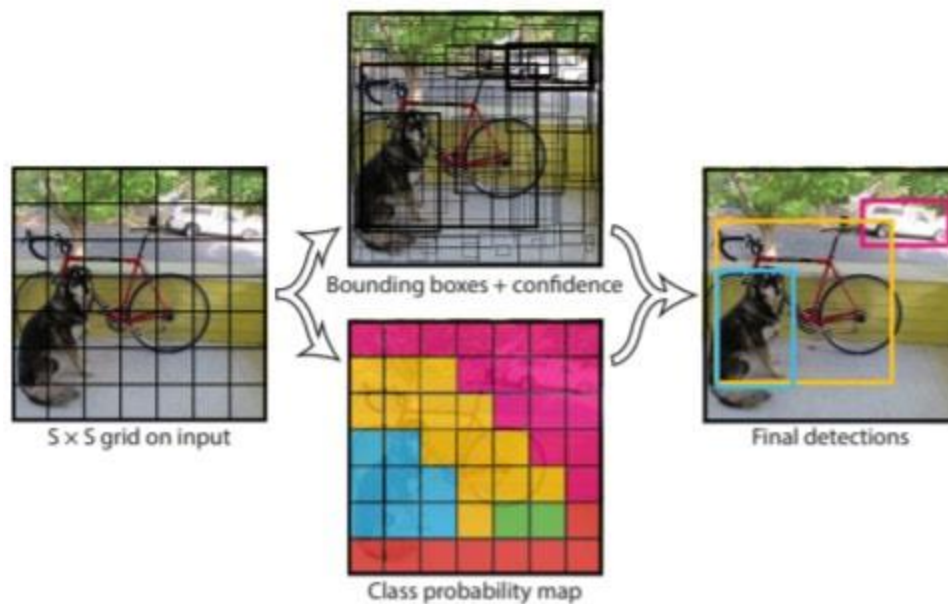 Bounding boxes + confidence
S × S grid on input
Final detections
Class probability map